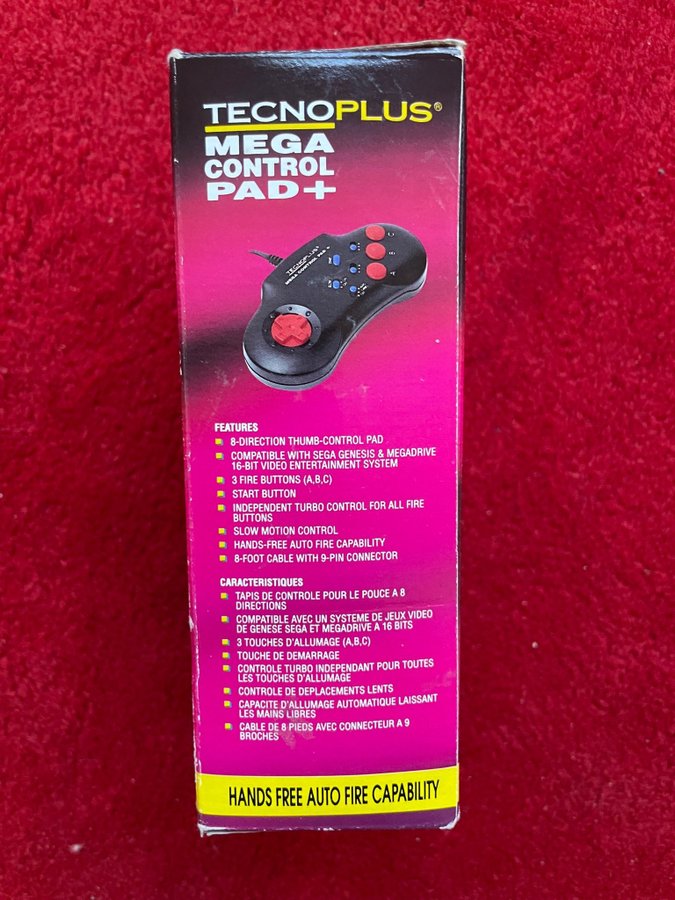 TECNOPLUS®
MEGA
CONTROL
PAD+
TECNOPLUS®
MEGA CONTROL PAD +
C
B
A
FEATURES
8-DIRECTION THUMB-CONTROL PAD
COMPATIBLE WITH SEGA GENESIS & MEGADRIVE
16-BIT VIDEO ENTERTAINMENT SYSTEM
3 FIRE BUTTONS (A,B,C)
START BUTTON
INDEPENDENT TURBO CONTROL FOR ALL FIRE
BUTTONS
SLOW MOTION CONTROL
HANDS-FREE AUTO FIRE CAPABILITY
8-FOOT CABLE WITH 9-PIN CONNECTOR
CARACTERISTIQUES
TAPIS DE CONTROLE POUR LE POUCE A 8
DIRECTIONS
COMPATIBLE AVEC UN SYSTEME DE JEUX VIDEO
DE GENESE SEGA ET MEGADRIVE A 16 BITS
3 TOUCHES D'ALLUMAGE (A,B,C)
TOUCHE DE DEMARRAGE
CONTROLE TURBO INDEPENDANT POUR TOUTES
LES TOUCHES D'ALLUMAGE
CONTROLE DE DEPLACEMENTS LENTS
CAPACITE D'ALLUMAGE AUTOMATIQUE LAISSANT
LES MAINS LIBRES
CABLE DE 8 PIEDS AVEC CONNECTEUR A 9
BROCHES
HANDS FREE AUTO FIRE CAPABILITY